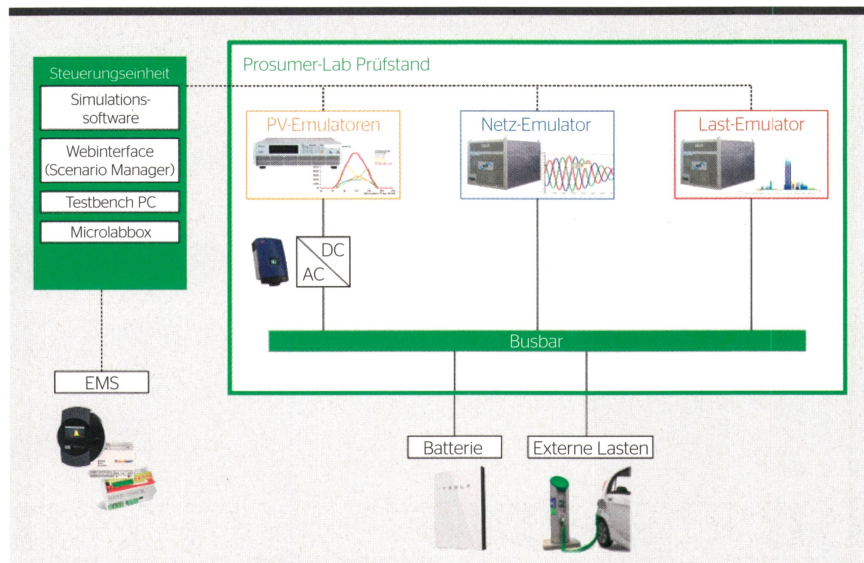 Steuerungseinheit
Simulations-
software
Webinterface
(Scenario Manager)
Testbench PC
Microlabbox
EMS
Prosumer-Lab Prüfstand
PV-Emulatoren
Netz-Emulator
Last-Emulator
DC
AC
Busbar
Batterie
Externe Lasten
TESLA